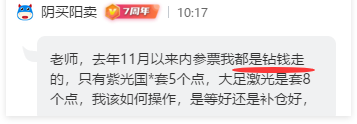 阴买阳卖 7周年 10:17
老师，去年11月以来内参票我都是钻钱走
的，只有紫光国*套5个点，大足激光是套8
个点，我该如何操作，是等好还是补仓好，